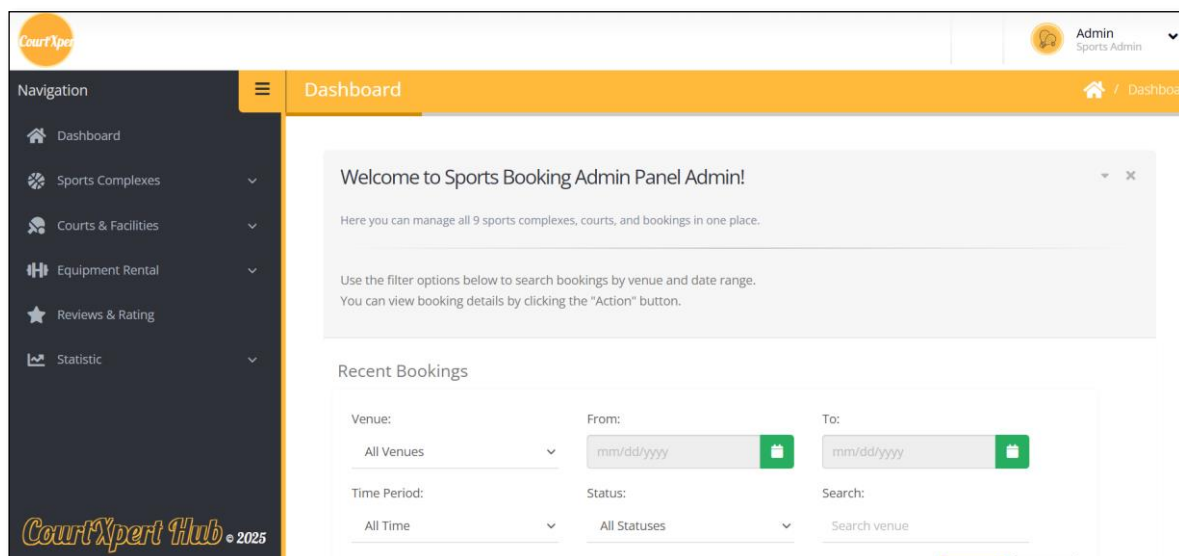 CourtXper
Admin
Sports Admin
Navigation
Dashboard
/ Dashboa
Dashboard
Sports Complexes
Courts & Facilities
Equipment Rental
Reviews & Rating
Statistic
CourtXpert Hub © 2025
Welcome to Sports Booking Admin Panel Admin!
Here you can manage all 9 sports complexes, courts, and bookings in one place.
Use the filter options below to search bookings by venue and date range.
You can view booking details by clicking the "Action" button.
Recent Bookings
Venue: From: To:
All Venues mm/dd/yyyy mm/dd/yyyy
Time Period: Status: Search:
All Time All Statuses Search venue